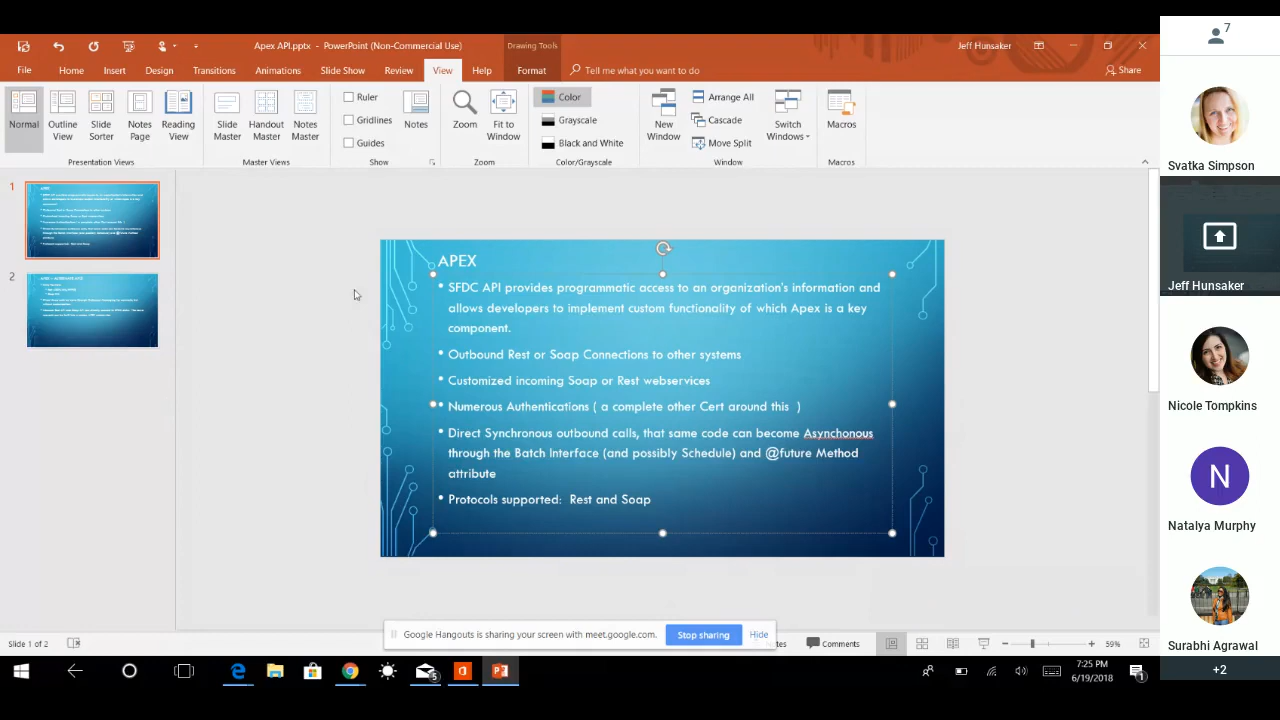 Apex API.pptx - PowerPoint (Non-Commercial Use)
Drawing Tools
Jeff Hunsaker
File Home Insert Design Transitions Animations Slide Show Review View Help Format Tell me what you want to do Share
Normal
Outline View
Slide Sorter
Notes Page
Reading View
Presentation Views
Slide Master
Handout Master
Notes Master
Master Views
Ruler
Gridlines
Guides
Show
Notes
Zoom
Fit to Window
Zoom
Color
Grayscale
Black and White
Color/Grayscale
New Window
Arrange All
Cascade
Move Split
Switch Windows
Window
Macros
Macros
1
2
APEX
• SFDC API provides programmatic access to an organization's information and
allows developers to implement custom functionality of which Apex is a key
component.
• Outbound Rest or Soap Connections to other systems
• Customized incoming Soap or Rest webservices
• Numerous Authentications ( a complete other Cert around this )
• Direct Synchronous outbound calls, that same code can become Asynchonous
through the Batch Interface (and possibly Schedule) and @future Method
attribute
• Protocols supported: Rest and Soap
Google Hangouts is sharing your screen with meet.google.com. Stop sharing Hide
Slide 1 of 2
Comments
59%
5
7:25 PM
6/19/2018
1
7
Svatka Simpson
Jeff Hunsaker
Nicole Tompkins
N
Natalya Murphy
Surabhi Agrawal
+2